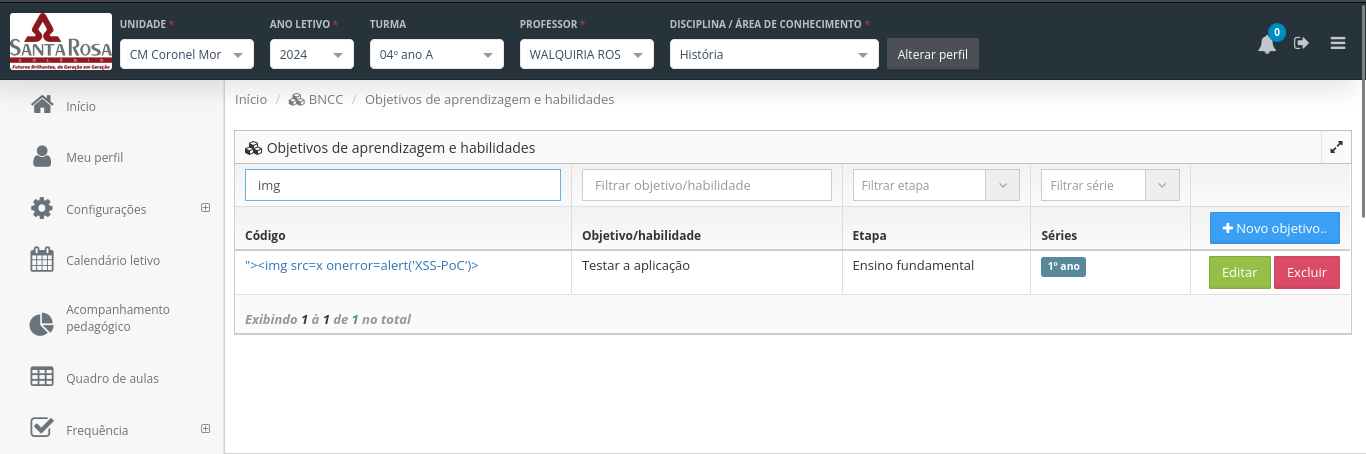 SANTA ROSA
COLÉGIO
Futuros Brilhantes, de Geração em Geração
UNIDADE *
ANO LETIVO *
TURMA
PROFESSOR *
DISCIPLINA / ÁREA DE CONHECIMENTO *
CM Coronel Mor
2024
04º ano A
WALQUIRIA ROS
História
Alterar perfil
0
Início
Meu perfil
Configurações
Calendário letivo
Acompanhamento
pedagógico
Quadro de aulas
Frequência
Início / BNCC / Objetivos de aprendizagem e habilidades
Objetivos de aprendizagem e habilidades
img
Filtrar objetivo/habilidade
Filtrar etapa
Filtrar série
Código
Objetivo/habilidade
Etapa
Séries
Novo objetivo..
"><img src=x onerror=alert('XSS-PoC')>
Testar a aplicação
Ensino fundamental
1º ano
Editar
Excluir
Exibindo 1 à 1 de 1 no total